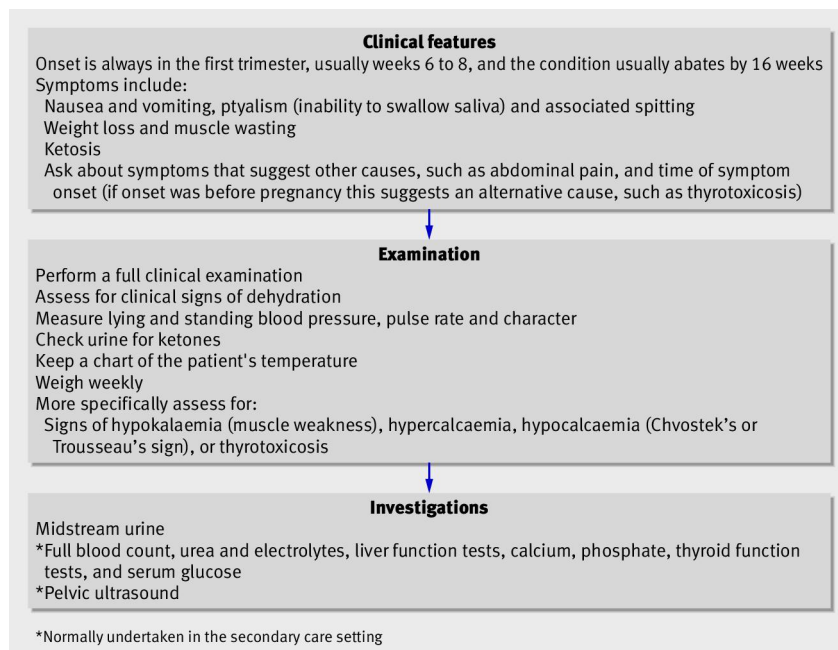 Clinical features
Onset is always in the first trimester, usually weeks 6 to 8, and the condition usually abates by 16 weeks
Symptoms include:
Nausea and vomiting, ptyalism (inability to swallow saliva) and associated spitting
Weight loss and muscle wasting
Ketosis
Ask about symptoms that suggest other causes, such as abdominal pain, and time of symptom
onset (if onset was before pregnancy this suggests an alternative cause, such as thyrotoxicosis)
Examination
Perform a full clinical examination
Assess for clinical signs of dehydration
Measure lying and standing blood pressure, pulse rate and character
Check urine for ketones
Keep a chart of the patient's temperature
Weigh weekly
More specifically assess for:
Signs of hypokalaemia (muscle weakness), hypercalcaemia, hypocalcaemia (Chvostek's or
Trousseau's sign), or thyrotoxicosis
Investigations
Midstream urine
*Full blood count, urea and electrolytes, liver function tests, calcium, phosphate, thyroid function
tests, and serum glucose
*Pelvic ultrasound
*Normally undertaken in the secondary care setting